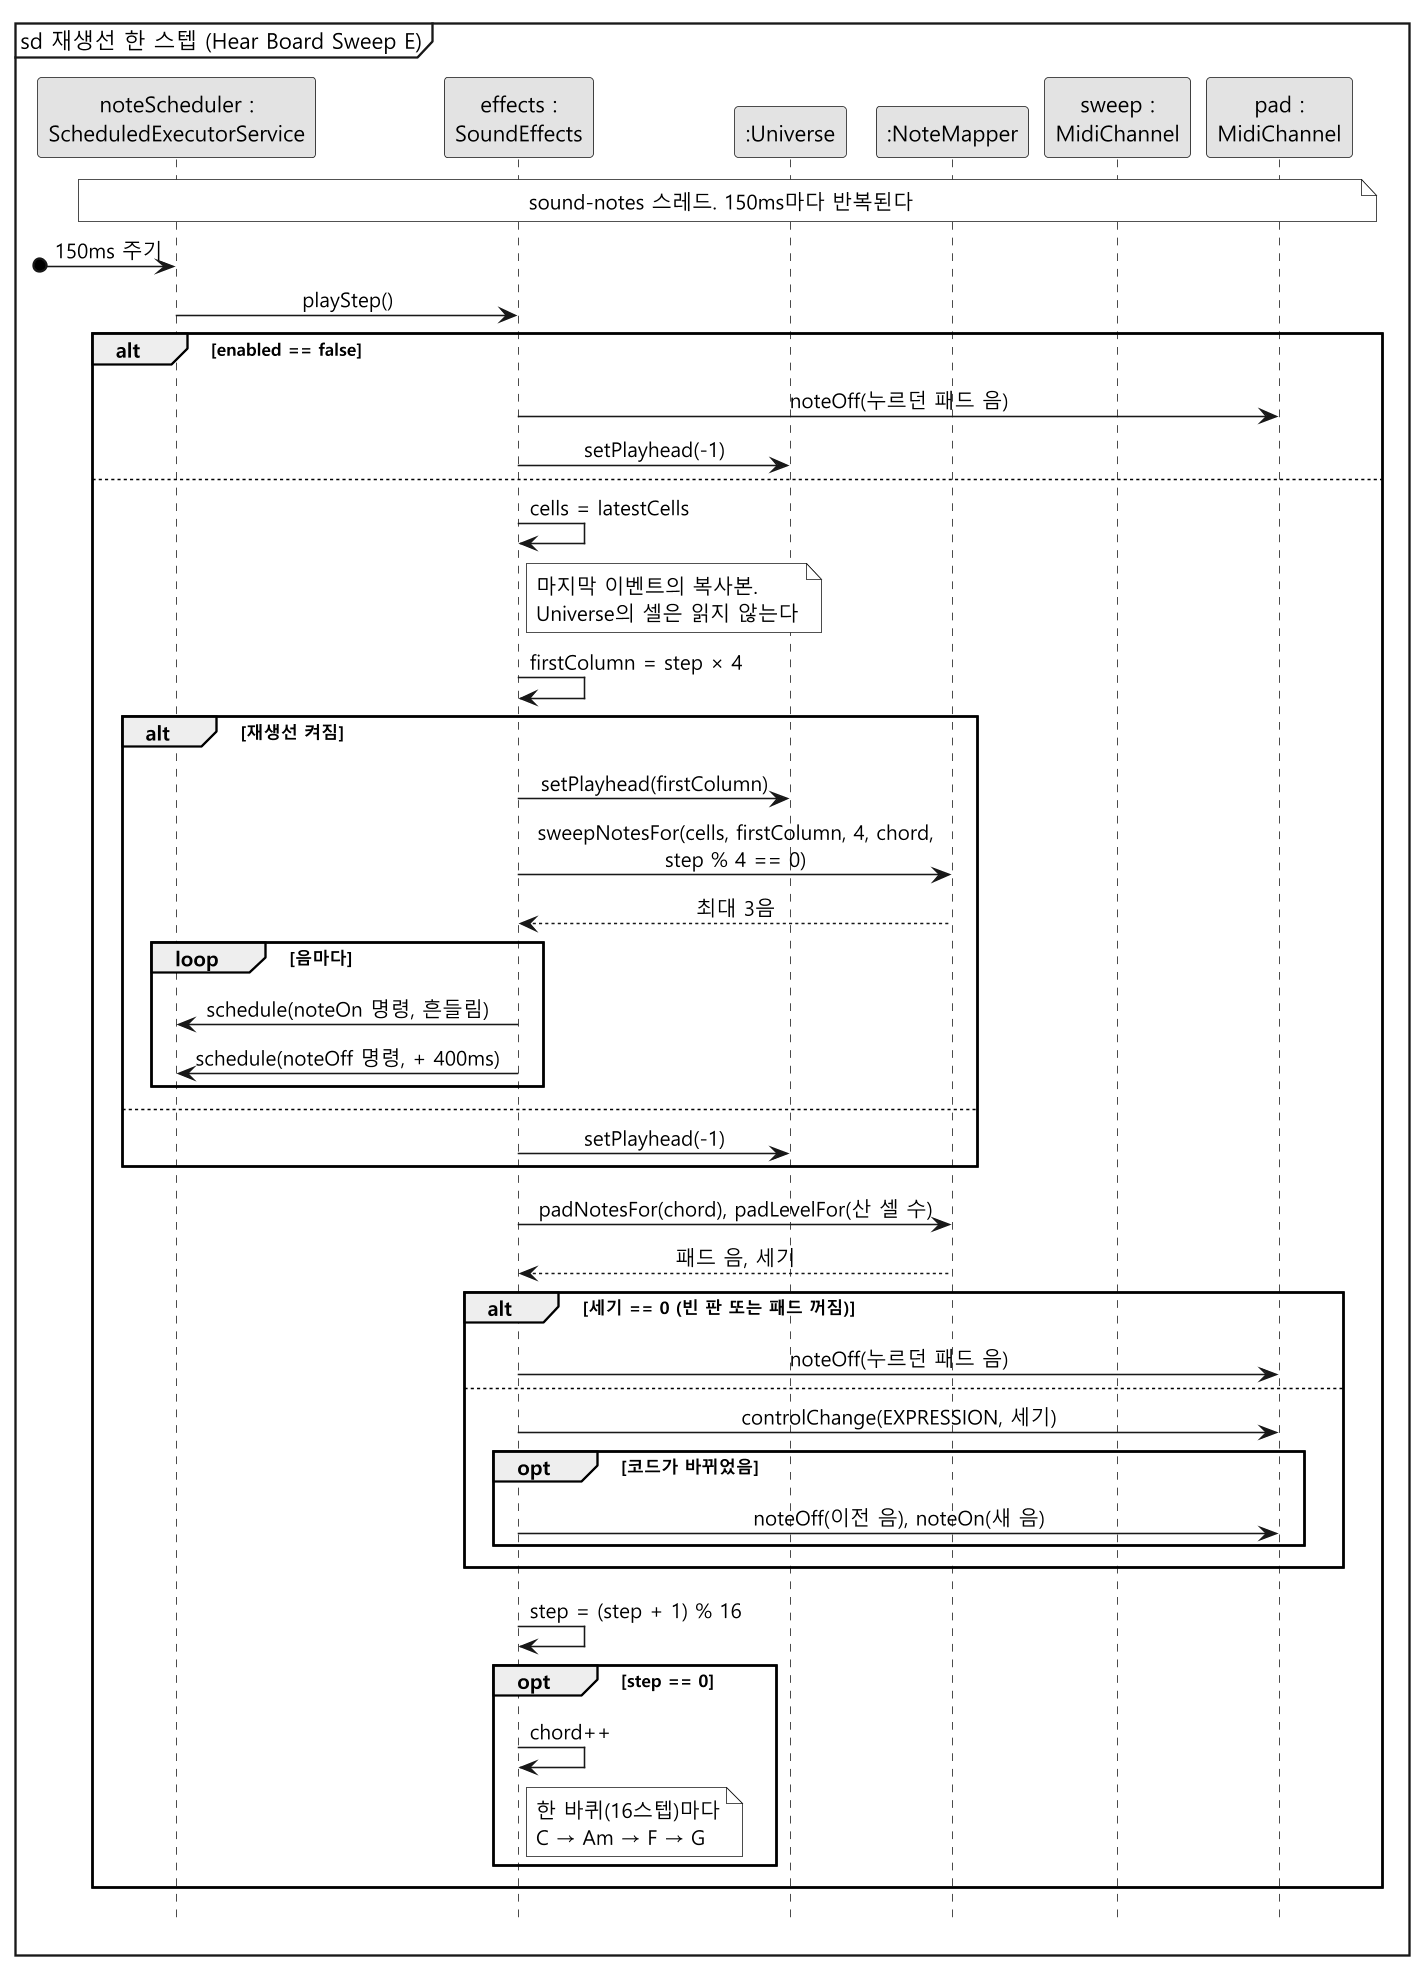 sd 재생선 한 스텝 (Hear Board Sweep E)
noteScheduler :
ScheduledExecutorService
effects :
SoundEffects
:Universe
:NoteMapper
sweep :
MidiChannel
pad :
MidiChannel
sound-notes 스레드. 150ms마다 반복된다
150ms 주기
playStep()
alt [enabled == false]
noteOff(누르던 패드 음)
setPlayhead(-1)
cells = latestCells
마지막 이벤트의 복사본.
Universe의 셀은 읽지 않는다
firstColumn = step × 4
alt [재생선 켜짐]
setPlayhead(firstColumn)
sweepNotesFor(cells, firstColumn, 4, chord,
step % 4 == 0)
최대 3음
loop [음마다]
schedule(noteOn 명령, 흔들림)
schedule(noteOff 명령, + 400ms)
setPlayhead(-1)
padNotesFor(chord), padLevelFor(산 셀 수)
패드 음, 세기
alt [세기 == 0 (빈 판 또는 패드 꺼짐)]
noteOff(누르던 패드 음)
controlChange(EXPRESSION, 세기)
opt [코드가 바뀌었음]
noteOff(이전 음), noteOn(새 음)
step = (step + 1) % 16
opt [step == 0]
chord++
한 바퀴(16스텝)마다
C → Am → F → G